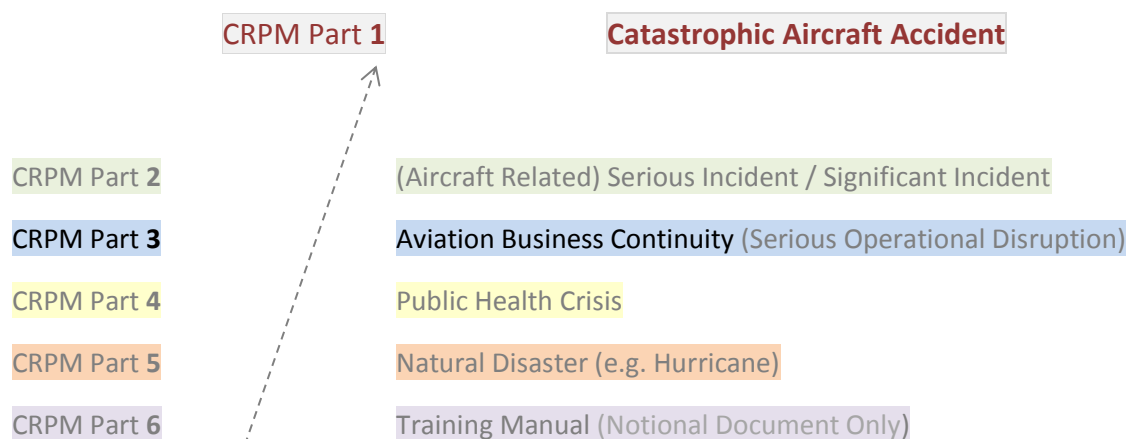 CRPM Part 1 Catastrophic Aircraft Accident
CRPM Part 2 (Aircraft Related) Serious Incident / Significant Incident
CRPM Part 3 Aviation Business Continuity (Serious Operational Disruption)
CRPM Part 4 Public Health Crisis
CRPM Part 5 Natural Disaster (e.g. Hurricane)
CRPM Part 6 Training Manual (Notional Document Only)